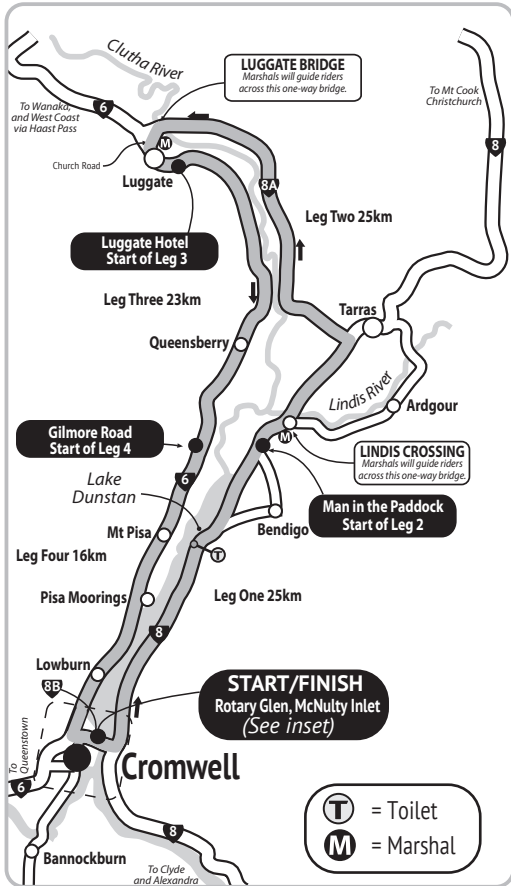 Clutha River
LUGGATE BRIDGE
Marshals will guide riders
across this one-way bridge.
To Wanaka,
and West Coast
via Haast Pass
6
To Mt Cook
Christchurch
8
Church Road
M
Luggate
8A
Leg Two 25km
Luggate Hotel
Start of Leg 3
Leg Three 23km
Tarras
Queensberry
Lindis River
Ardgour
Gilmore Road
Start of Leg 4
M
LINDIS CROSSING
Marshals will guide riders
across this one-way bridge.
6
Lake
Dunstan
Man in the Paddock
Start of Leg 2
Bendigo
Mt Pisa
T
Leg Four 16km
Leg One 25km
Pisa Moorings
8
Lowburn
8B
START/FINISH
Rotary Glen, McNulty Inlet
(See inset)
To
Queenstown
6
Cromwell
T = Toilet
M = Marshal
8
Bannockburn
To Clyde
and Alexandra